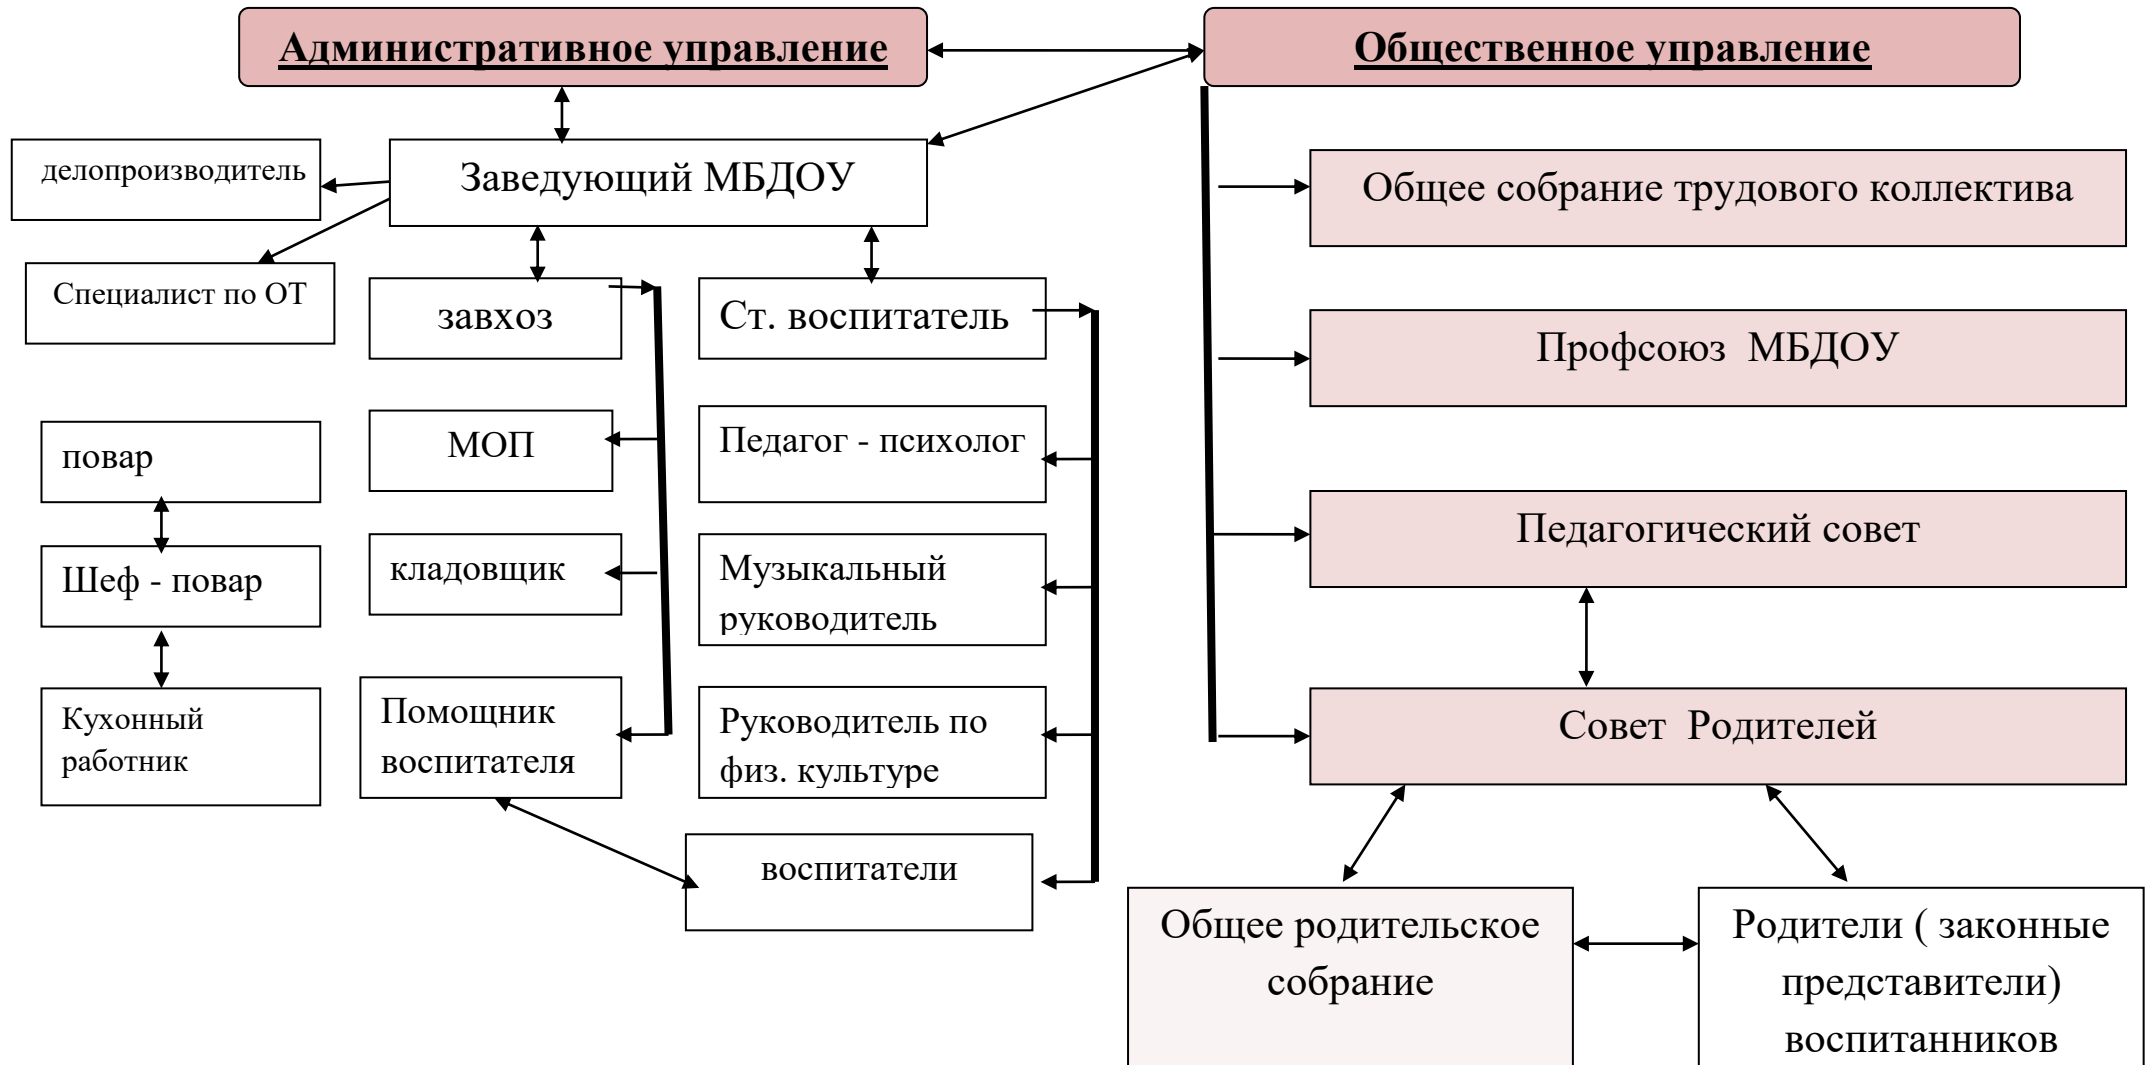 Административное управление
Общественное управление
делопроизводитель
Заведующий МБДОУ
Общее собрание трудового коллектива
Специалист по ОТ
завхоз
Ст. воспитатель
Профсоюз МБДОУ
повар
МОП
Педагог - психолог
Педагогический совет
Шеф - повар
кладовщик
Музыкальный
руководитель
Кухонный
работник
Помощник
воспитателя
Руководитель по
физ. культуре
Совет Родителей
воспитатели
Общее родительское
собрание
Родители ( законные
представители)
воспитанников